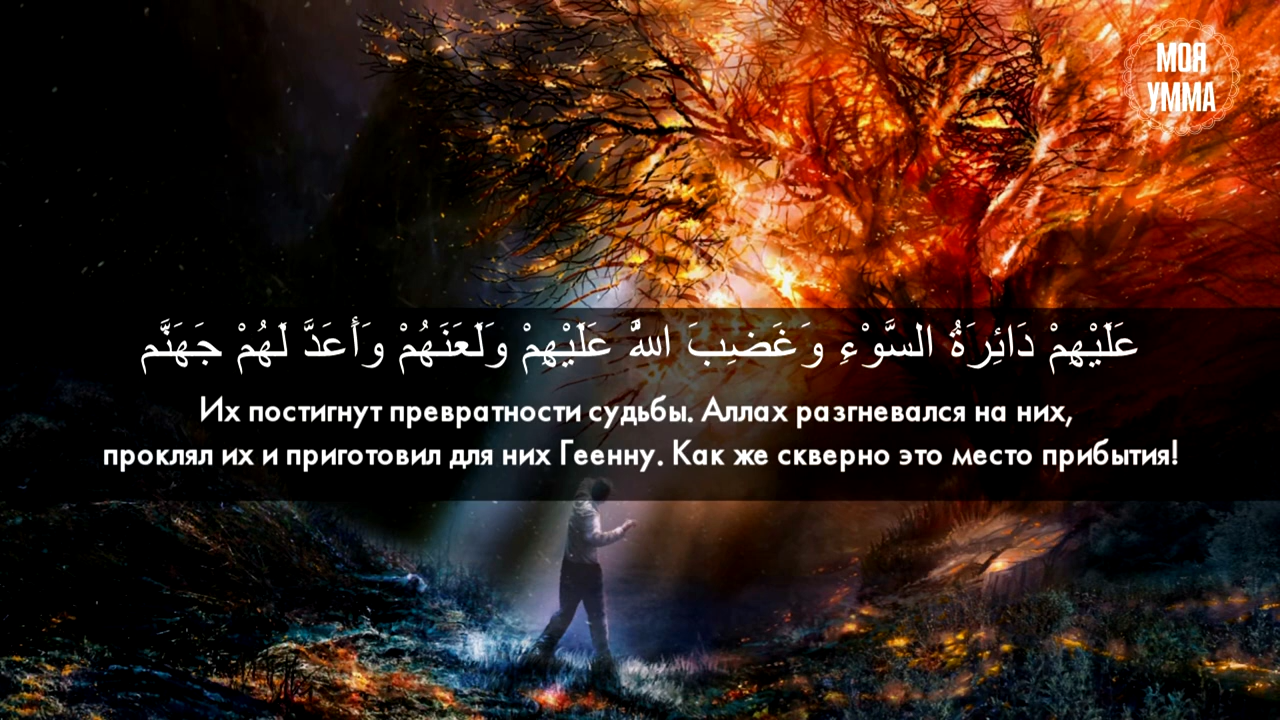 МОЯ
УММА
عَلَيْهِمْ دَائِرَةُ السَّوْءِ وَغَضِبَ اللَّهُ عَلَيْهِمْ وَلَعَنَهُمْ وَأَعَدَّ لَهُمْ جَهَنَّم
Их постигнут превратности судьбы. Аллах разгневался на них,
проклял их и приготовил для них Геенну. Как же скверно это место прибытия!